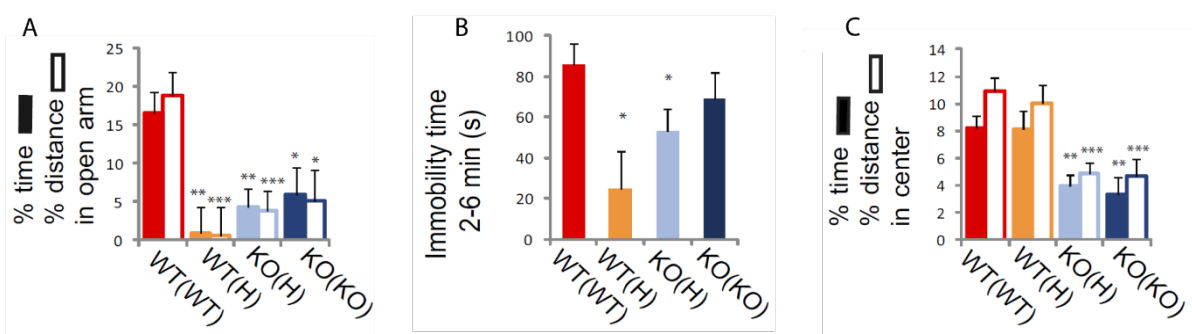 A
% time
% distance
in open arm
25
20
15
10
5
0
**
***
**
***
*
*
WT(WT)
WT(H)
KO(H)
KO(KO)
B
Immobility time
2-6 min (s)
100
80
60
40
20
0
*
*
WT(WT)
WT(H)
KO(H)
KO(KO)
C
% time
% distance
in center
14
12
10
8
6
4
2
0
**
***
**
***
WT(WT)
WT(H)
KO(H)
KO(KO)